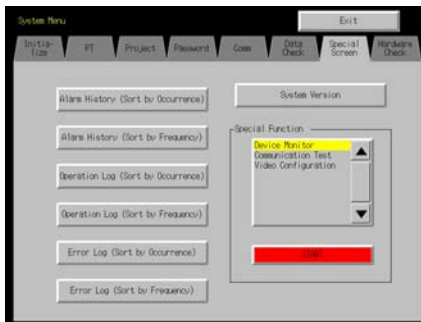 System Menu
Exit
Initia-
lize
PT
Project
Password
Comm
Data
Check
Special
Screen
Hardware
Check
Alarm History (Sort by Occurrence)
System Version
Alarm History (Sort by Frequency)
Special Function
Device Monitor
Communication Test
Video Configuration
Operation Log (Sort by Occurrence)
Operation Log (Sort by Frequency)
START
Error Log (Sort by Occurrence)
Error Log (Sort by Frequency)